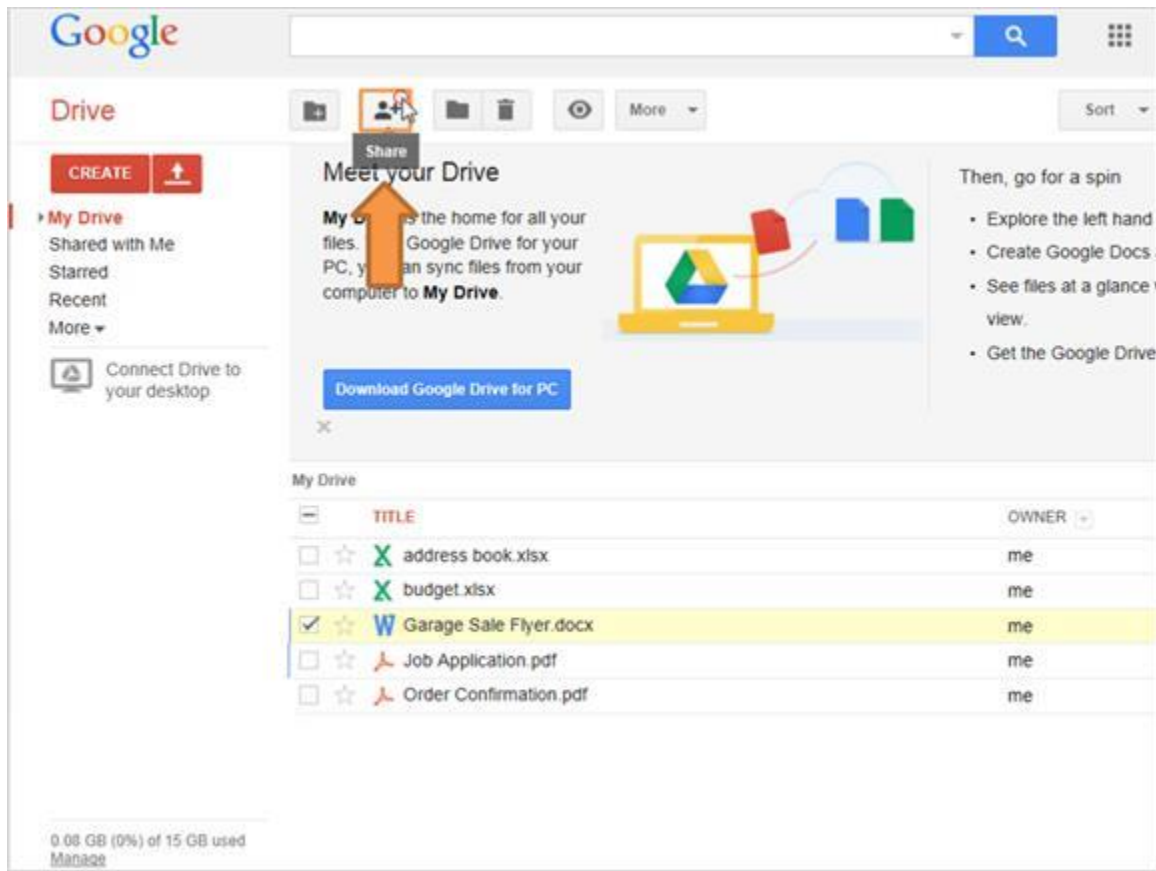 Google
Drive
More
Sort
Share
CREATE
My Drive
Shared with Me
Starred
Recent
More
Connect Drive to
your desktop
Meet your Drive
My the home for all your
files. Google Drive for your
PC, an sync files from your
computer to My Drive.
Download Google Drive for PC
Then, go for a spin
• Explore the left hand
• Create Google Docs
• See files at a glance
view.
• Get the Google Drive
My Drive
TITLE OWNER
address book.xlsx me
budget.xlsx me
W Garage Sale Flyer.docx me
Job Application.pdf me
Order Confirmation.pdf me
0.08 GB (0%) of 15 GB used
Manage